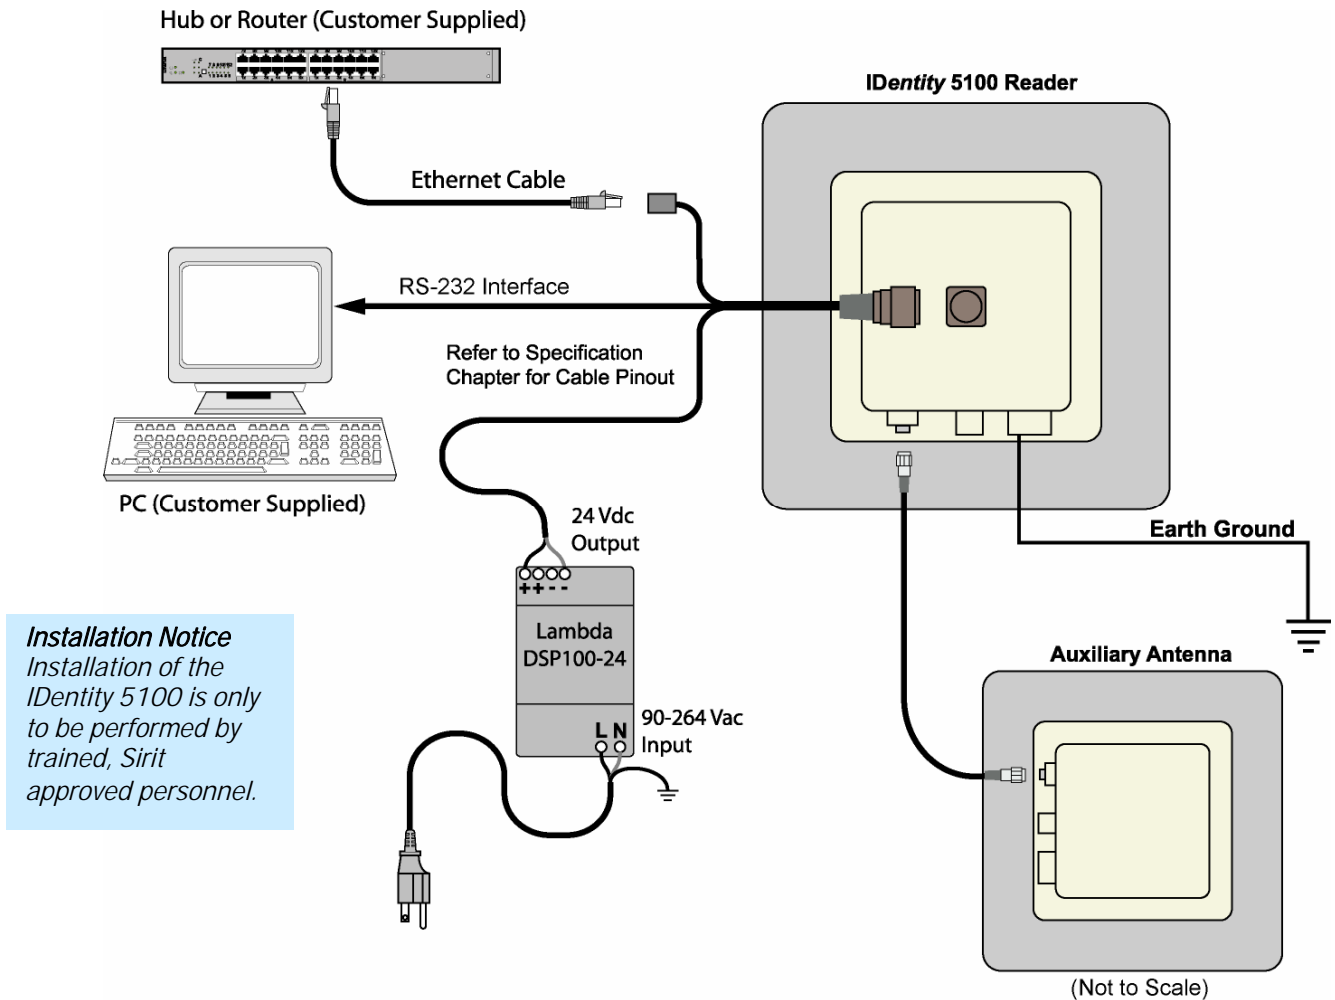 Hub or Router (Customer Supplied)
IDentity 5100 Reader
Ethernet Cable
RS-232 Interface
Refer to Specification
Chapter for Cable Pinout
PC (Customer Supplied)
24 Vdc
Output
++--
Lambda
DSP100-24
90-264 Vac
L N
Input
Earth Ground
Installation Notice
Installation of the
IDentity 5100 is only
to be performed by
trained, Sirit
approved personnel.
Auxiliary Antenna
(Not to Scale)